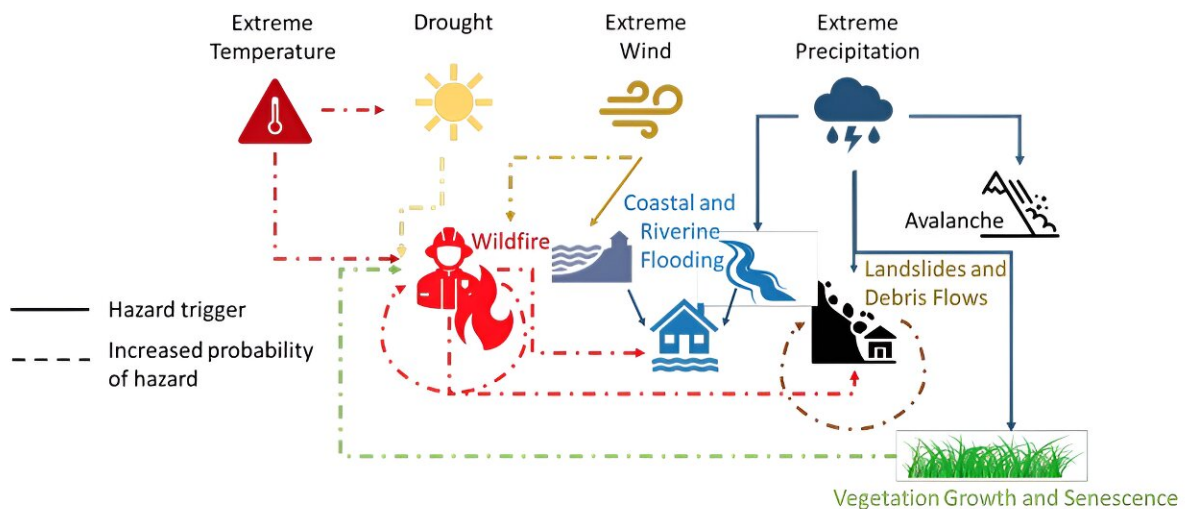 Extreme
Temperature
Drought
Extreme
Wind
Extreme
Precipitation
Coastal and
Riverine
Flooding
Avalanche
Wildfire
Landslides and
Debris Flows
Hazard trigger
Increased probability
of hazard
Vegetation Growth and Senescence